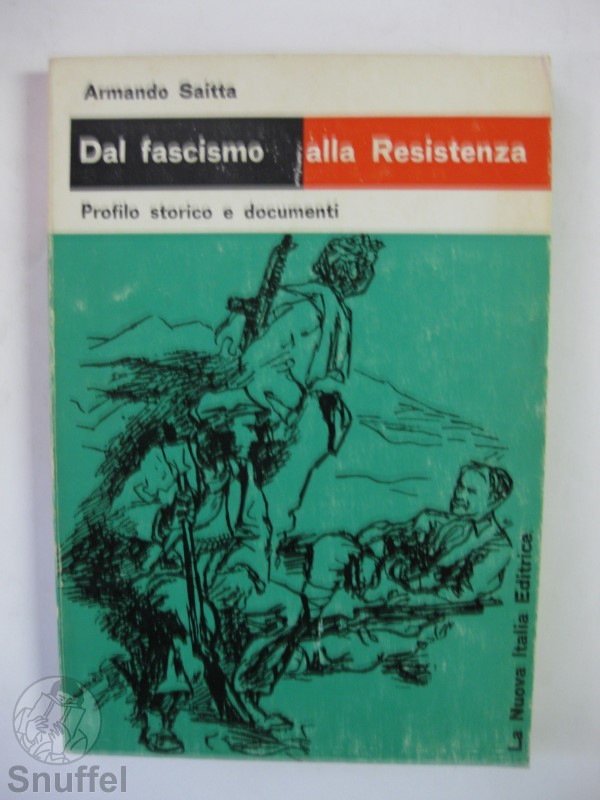 Armando Saitta
Dal fascismo alla Resistenza
Profilo storico e documenti
La Nuova Italia Editrice
Snuffel